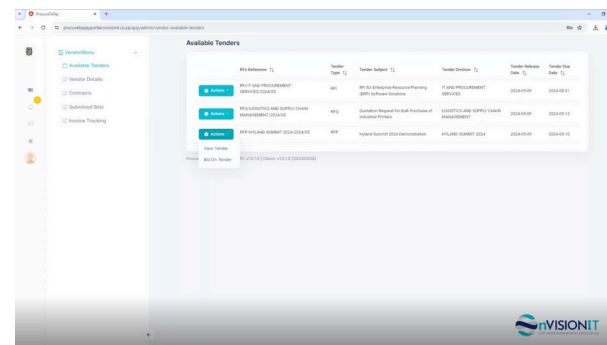 ProcureToPay
procuretopayportal.nvisionit.co.za/app/admin/vendor-available-tenders
Available Tenders
VendorMenu
Available Tenders
Vendor Details
Contracts
Submitted Bids
Invoice Tracking
RFx Reference
Tender Type
Tender Subject
Tender Division
Tender Release Date
Tender Due Date
Actions
RFI/IT AND PROCUREMENT SERVICES/2024/05
RFI
RFI for Enterprise Resource Planning (ERP) Software Solutions
IT AND PROCUREMENT SERVICES
2024-05-09
2024-08-31
Actions
RFQ/LOGISTICS AND SUPPLY CHAIN MANAGEMENT/2024/05
RFQ
Quotation Request for Bulk Purchase of Industrial Printers
LOGISTICS AND SUPPLY CHAIN MANAGEMENT
2024-05-09
2024-09-13
Actions
RFP/HYLAND SUMMIT 2024/2024/05
RFP
Hyland Summit 2024 Demonstration
HYLAND SUMMIT 2024
2024-05-09
2024-05-10
View Tender
Bid On Tender
nVISIONIT